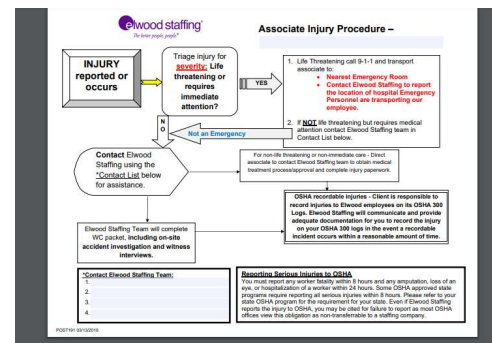 elwood staffing®
The better people, people®
Associate Injury Procedure –
INJURY
reported or
occurs
Triage injury for
severity: Life
threatening or
requires
immediate
attention?
YES
1. Life Threatening call 9-1-1 and transport
associate to:
• Nearest Emergency Room
• Contact Elwood Staffing to report
the location of hospital Emergency
Personnel are transporting our
employee.
2. If NOT life threatening but requires medical
attention contact Elwood Staffing team in
Contact List below.
N
O
Not an Emergency
Contact Elwood
Staffing using the
*Contact List below
for assistance.
For non-life threatening or non-immediate care - Direct
associate to contact Elwood Staffing team to obtain medical
treatment process/approval and complete injury paperwork.
OSHA recordable injuries - Client is responsible to
record injuries to Elwood employees on its OSHA 300
Logs. Elwood Staffing will communicate and provide
adequate documentation for you to record the injury
on your OSHA 300 logs in the event a recordable
incident occurs within a reasonable amount of time.
Elwood Staffing Team will complete
WC packet, including on-site
accident investigation and witness
interviews.
*Contact Elwood Staffing Team:
1.
2.
3.
4.
Reporting Serious Injuries to OSHA
You must report any worker fatality within 8 hours and any amputation, loss of an
eye, or hospitalization of a worker within 24 hours. Some OSHA approved state
programs require reporting all serious injuries within 8 hours. Please refer to your
state OSHA program for the requirement for your state. Even if Elwood Staffing
reports the injury to OSHA, you may be cited for failure to report as most OSHA
offices view this obligation as non-transferrable to a staffing company.
POST191 03/13/2019